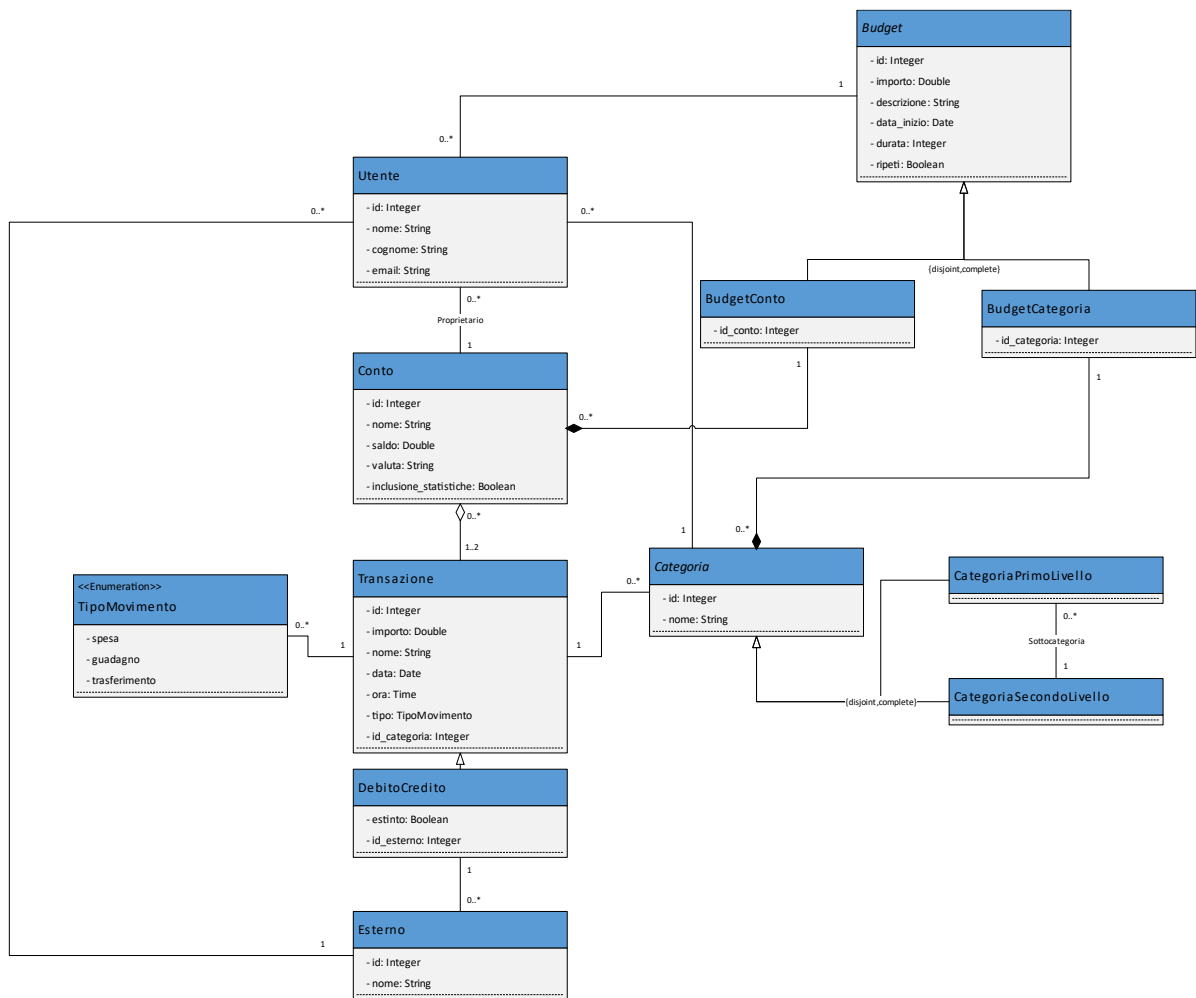 Budget
- id: Integer
- importo: Double
- descrizione: String
- data_inizio: Date
- durata: Integer
- ripeti: Boolean
1
0..*
Utente
- id: Integer
- nome: String
- cognome: String
- email: String
0..*
0..*
0..*
Proprietario
1
{disjoint,complete}
BudgetConto
- id_conto: Integer
1
BudgetCategoria
- id_categoria: Integer
1
Conto
- id: Integer
- nome: String
- saldo: Double
- valuta: String
- inclusione_statistiche: Boolean
0..*
0..*
1..2
1
0..*
Categoria
- id: Integer
- nome: String
0..*
1
CategoriaPrimoLivello
0..*
Sottocategoria
1
CategoriaSecondoLivello
{disjoint,complete}
<<Enumeration>>
TipoMovimento
- spesa
- guadagno
- trasferimento
0..*
1
Transazione
- id: Integer
- importo: Double
- nome: String
- data: Date
- ora: Time
- tipo: TipoMovimento
- id_categoria: Integer
DebitoCredito
- estinto: Boolean
- id_esterno: Integer
1
0..*
1
Esterno
- id: Integer
- nome: String